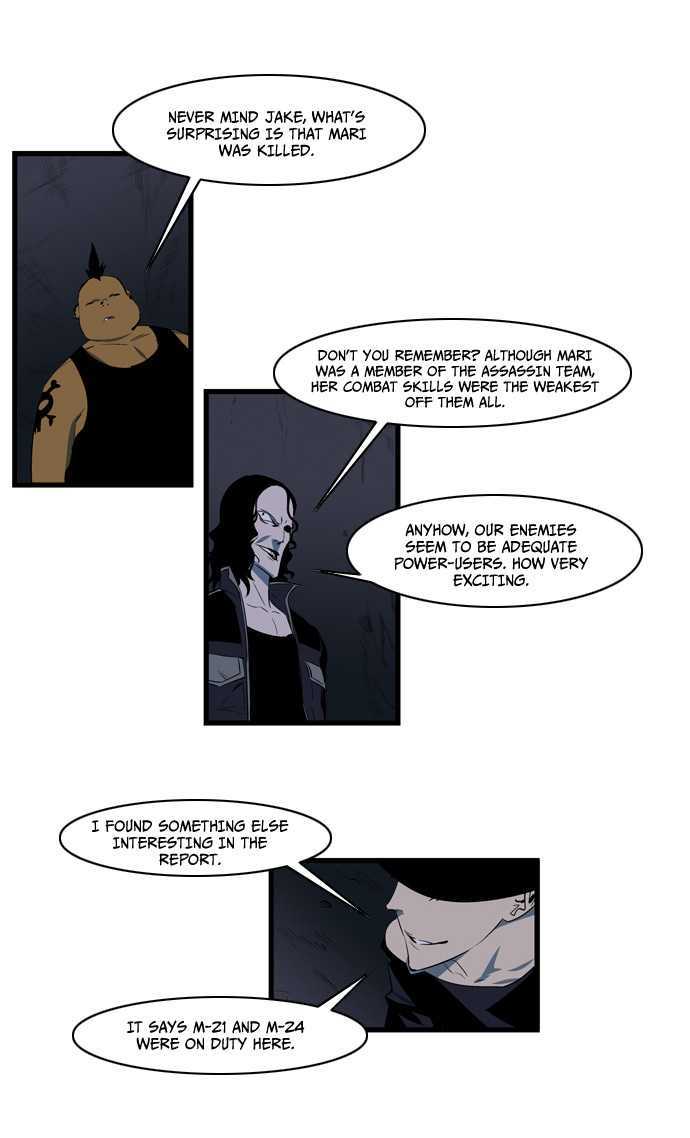 NEVER MIND JAKE, WHAT'S
SURPRISING IS THAT MARI
WAS KILLED.
DON'T YOU REMEMBER? ALTHOUGH MARI
WAS A MEMBER OF THE ASSASSIN TEAM,
HER COMBAT SKILLS WERE THE WEAKEST
OFF THEM ALL.
ANYHOW, OUR ENEMIES
SEEM TO BE ADEQUATE
POWER-USERS. HOW VERY
EXCITING.
I FOUND SOMETHING ELSE
INTERESTING IN THE
REPORT.
IT SAYS M-21 AND M-24
WERE ON DUTY HERE.